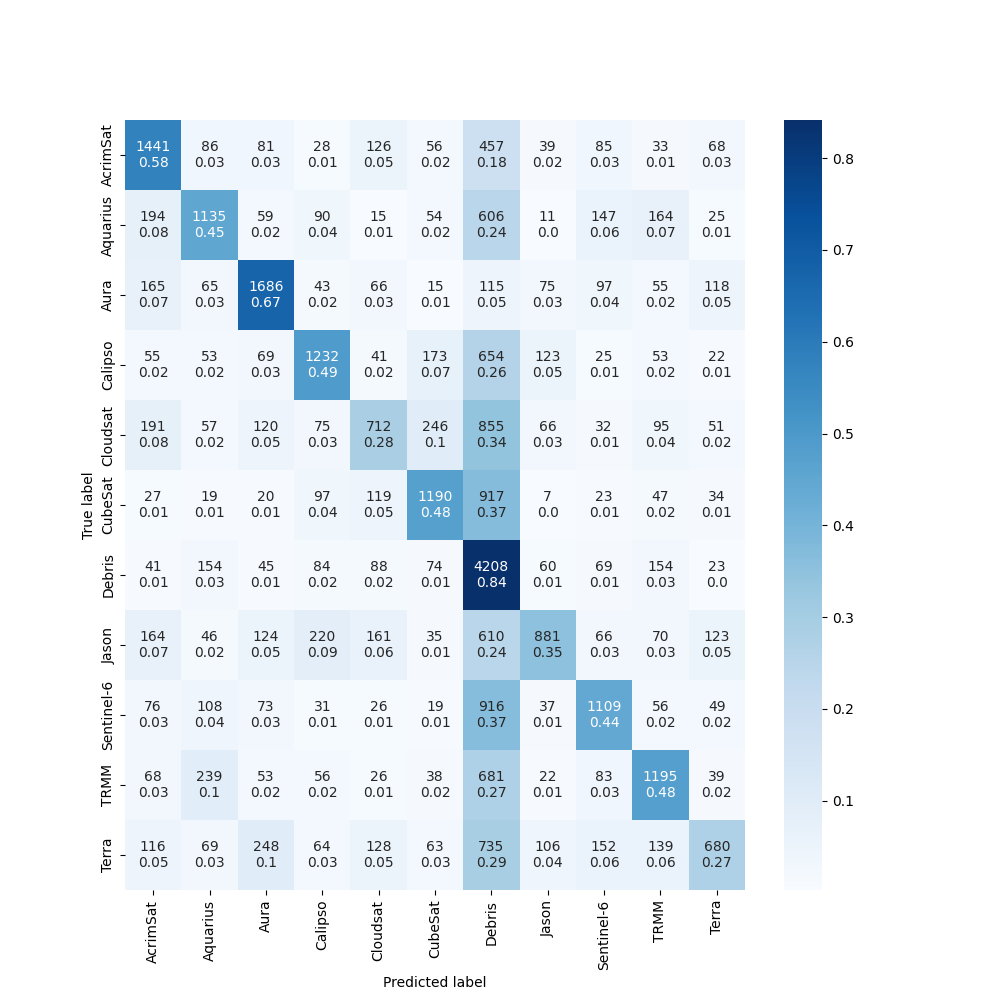 AcrimSat 1441 86 81 28 126 56 457 39 85 33 68
0.58 0.03 0.03 0.01 0.05 0.02 0.18 0.02 0.03 0.01 0.03
Aquarius 194 1135 59 90 15 54 606 11 147 164 25
0.08 0.45 0.02 0.04 0.01 0.02 0.24 0.0 0.06 0.07 0.01
Aura 165 65 1686 43 66 15 115 75 97 55 118
0.07 0.03 0.67 0.02 0.03 0.01 0.05 0.03 0.04 0.02 0.05
Calipso 55 53 69 1232 41 173 654 123 25 53 22
0.02 0.02 0.03 0.49 0.02 0.07 0.26 0.05 0.01 0.02 0.01
Cloudsat 191 57 120 75 712 246 855 66 32 95 51
0.08 0.02 0.05 0.03 0.28 0.1 0.34 0.03 0.01 0.04 0.02
True label
CubeSat 27 19 20 97 119 1190 917 7 23 47 34
0.01 0.01 0.01 0.04 0.05 0.48 0.37 0.0 0.01 0.02 0.01
Debris 41 154 45 84 88 74 4208 60 69 154 23
0.01 0.03 0.01 0.02 0.02 0.01 0.84 0.01 0.01 0.03 0.0
Jason 164 46 124 220 161 35 610 881 66 70 123
0.07 0.02 0.05 0.09 0.06 0.01 0.24 0.35 0.03 0.03 0.05
Sentinel-6 76 108 73 31 26 19 916 37 1109 56 49
0.03 0.04 0.03 0.01 0.01 0.01 0.37 0.01 0.44 0.02 0.02
TRMM 68 239 53 56 26 38 681 22 83 1195 39
0.03 0.1 0.02 0.02 0.01 0.02 0.27 0.01 0.03 0.48 0.02
Terra 116 69 248 64 128 63 735 106 152 139 680
0.05 0.03 0.1 0.03 0.05 0.03 0.29 0.04 0.06 0.06 0.27
AcrimSat Aquarius Aura Calipso Cloudsat CubeSat Debris Jason Sentinel-6 TRMM Terra
Predicted label
0.8
0.7
0.6
0.5
0.4
0.3
0.2
0.1